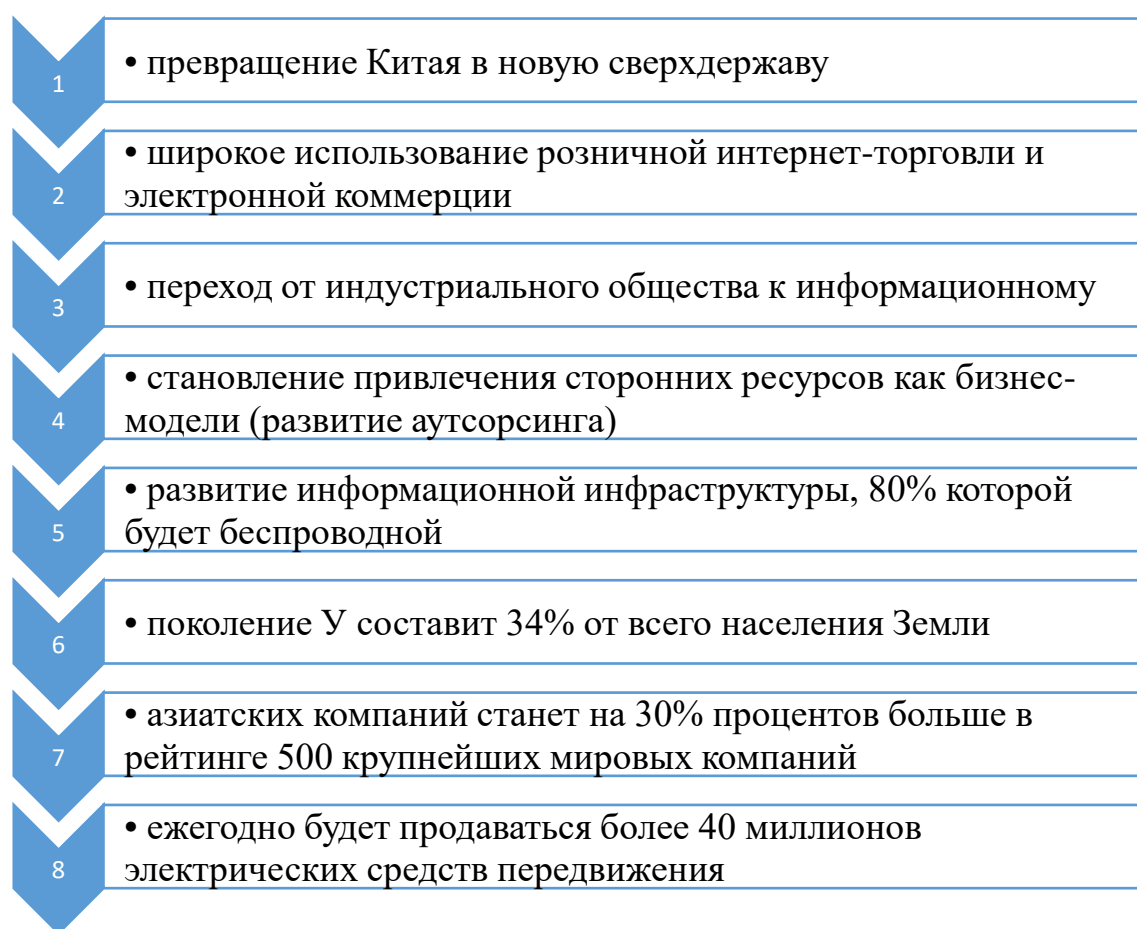 1
• превращение Китая в новую сверхдержаву
2
• широкое использование розничной интернет-торговли и
электронной коммерции
3
• переход от индустриального общества к информационному
4
• становление привлечения сторонних ресурсов как бизнес-
модели (развитие аутсорсинга)
5
• развитие информационной инфраструктуры, 80% которой
будет беспроводной
6
• поколение У составит 34% от всего населения Земли
7
• азиатских компаний станет на 30% процентов больше в
рейтинге 500 крупнейших мировых компаний
8
• ежегодно будет продаваться более 40 миллионов
электрических средств передвижения